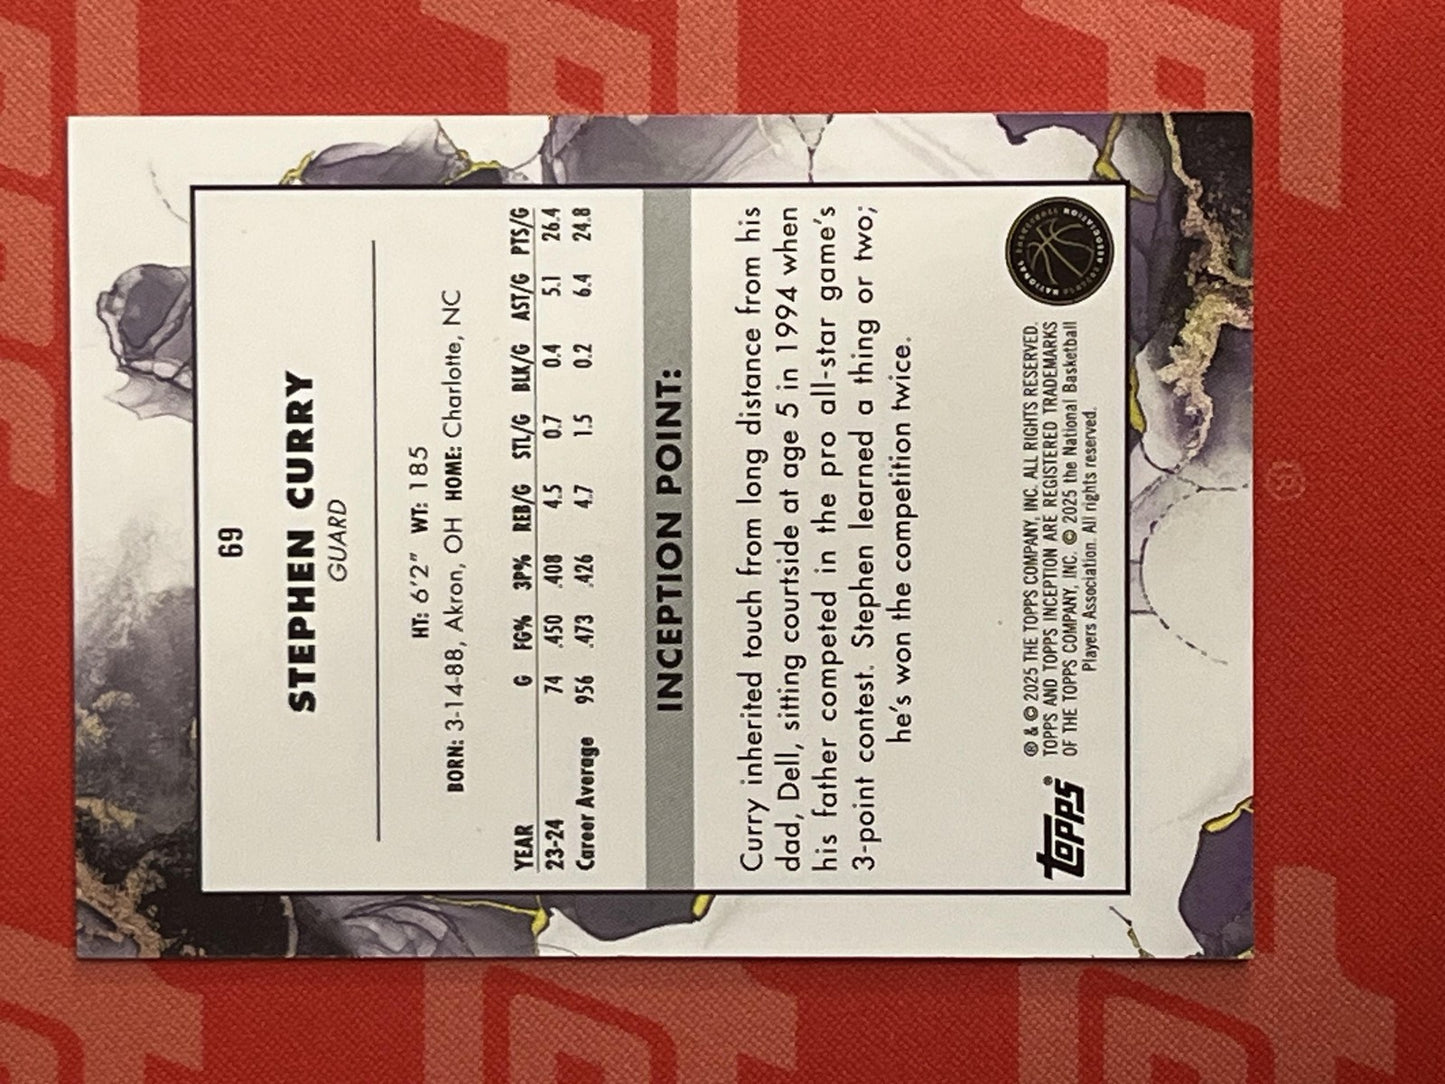 69
STEPHEN CURRY
GUARD
HT: 6'2" WT: 185
BORN: 3-14-88, Akron, OH HOME: Charlotte, NC
YEAR G FG% 3P% REB/G STL/G BLK/G AST/G PTS/G
23-24 74 .450 .408 4.5 0.7 0.4 5.1 26.4
Career Average 956 .473 .426 4.7 1.5 0.2 6.4 24.8
INCEPTION POINT:
Curry inherited touch from long distance from his
dad, Dell, sitting courtside at age 5 in 1994 when
his father competed in the pro all-star game's
3-point contest. Stephen learned a thing or two;
he's won the competition twice.
topps®
® & © 2025 THE TOPPS COMPANY, INC. ALL RIGHTS RESERVED.
TOPPS AND TOPPS INCEPTION ARE REGISTERED TRADEMARKS
OF THE TOPPS COMPANY, INC. © 2025 the National Basketball
Players Association. All rights reserved.
NATIONAL BASKETBALL PLAYERS ASSOCIATION